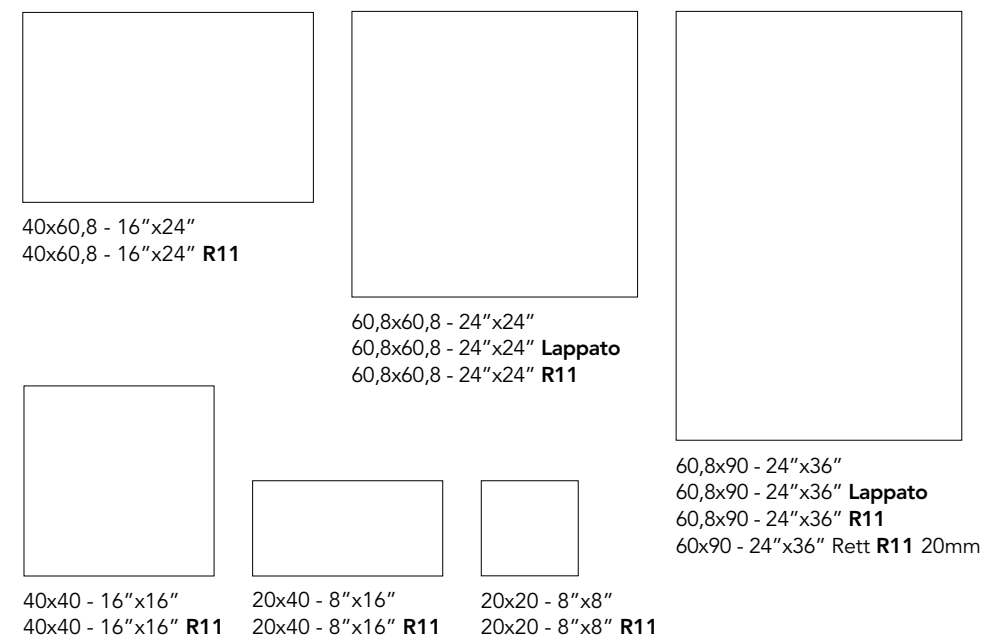 40x60,8 - 16”x24”
40x60,8 - 16”x24” R11
60,8x60,8 - 24”x24”
60,8x60,8 - 24”x24” Lappato
60,8x60,8 - 24”x24” R11
60,8x90 - 24”x36”
60,8x90 - 24”x36” Lappato
60,8x90 - 24”x36” R11
60x90 - 24”x36” Rett R11 20mm
40x40 - 16”x16”
40x40 - 16”x16” R11
20x40 - 8”x16”
20x40 - 8”x16” R11
20x20 - 8”x8”
20x20 - 8”x8” R11